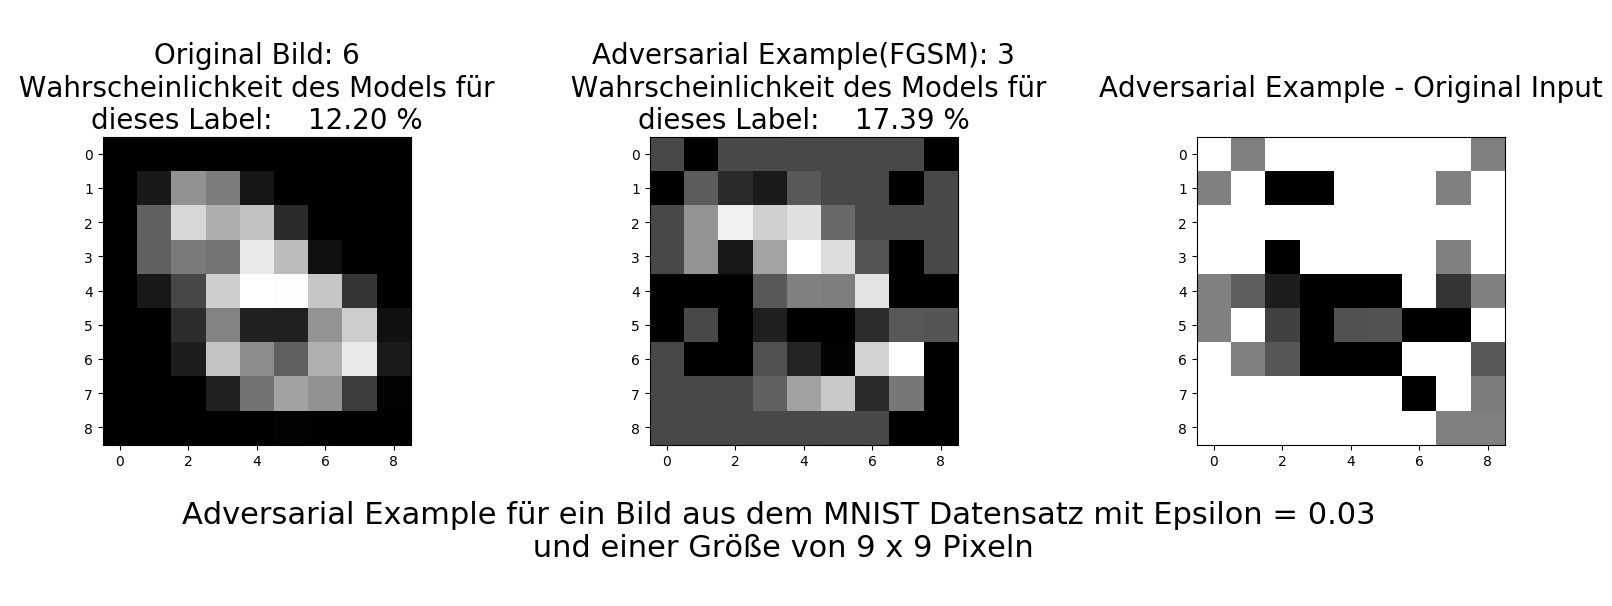 Original Bild: 6
Wahrscheinlichkeit des Models für
dieses Label: 12.20 %
0
1
2
3
4
5
6
7
8
0 2 4 6 8
Adversarial Example(FGSM): 3
Wahrscheinlichkeit des Models für
dieses Label: 17.39 %
0
1
2
3
4
5
6
7
8
0 2 4 6 8
Adversarial Example - Original Input
0
1
2
3
4
5
6
7
8
0 2 4 6 8
Adversarial Example für ein Bild aus dem MNIST Datensatz mit Epsilon = 0.03
und einer Größe von 9 x 9 Pixeln